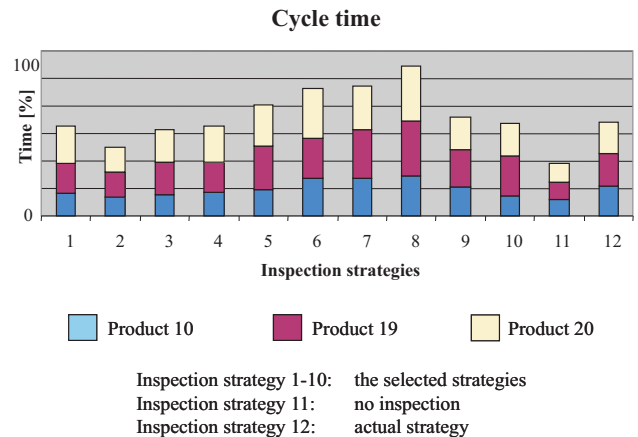 Cycle time
100
Time [%]
0
1 2 3 4 5 6 7 8 9 10 11 12
Inspection strategies
Product 10 Product 19 Product 20
Inspection strategy 1-10: the selected strategies
Inspection strategy 11: no inspection
Inspection strategy 12: actual strategy